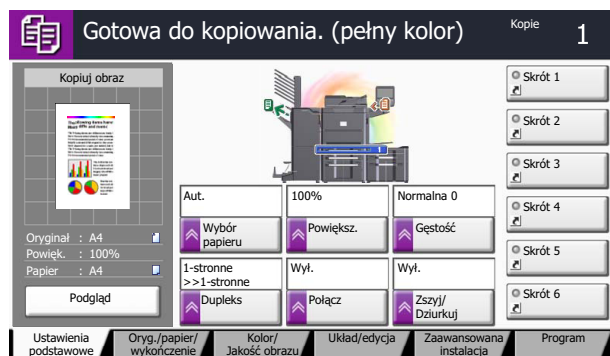 Gotowa do kopiowania. (pełny kolor)
Kopie
1
Kopiuj obraz
Oryginał : A4
Powięk. : 100%
Papier : A4
Podgląd
1
Aut.
Wybór
papieru
100%
Powiększ.
Normalna 0
Gęstość
1-stronne
>>1-stronne
Dupleks
Wył.
Połącz
Wył.
Zszyj/
Dziurkuj
Skrót 1
Skrót 2
Skrót 3
Skrót 4
Skrót 5
Skrót 6
Ustawienia
podstawowe
Oryg./papier/
wykończenie
Kolor/
Jakość obrazu
Układ/edycja
Zaawansowana
instalacja
Program